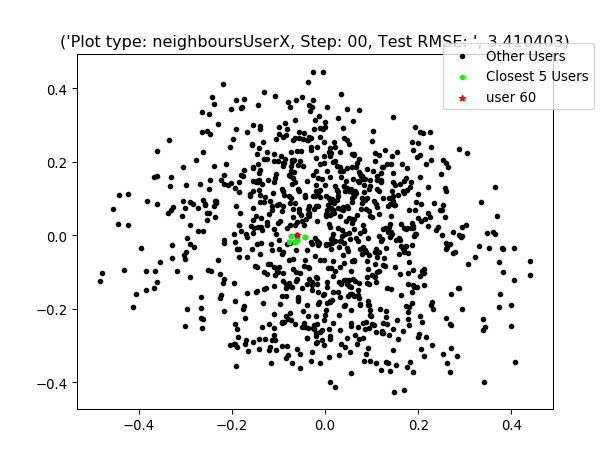 ('Plot type: neighboursUserX, Step: 00, Test RMSE: ', 3.410403)
Other Users
Closest 5 Users
user 60
0.4
0.2
0.0
−0.2
−0.4
−0.4
−0.2
0.0
0.2
0.4